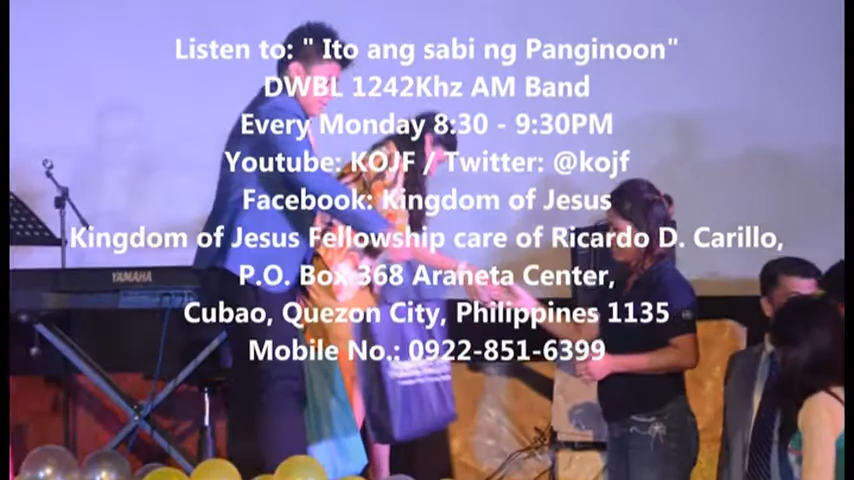 Listen to: " Ito ang sabi ng Panginoon"
DWBL 1242Khz AM Band
Every Monday 8:30 - 9:30PM
Youtube: KOJF / Twitter: @kojf
Facebook: Kingdom of Jesus
Kingdom of Jesus Fellowship care of Ricardo D. Carillo,
P.O. Box 368 Araneta Center,
Cubao, Quezon City, Philippines 1135
Mobile No.: 0922-851-6399
YAMAHA